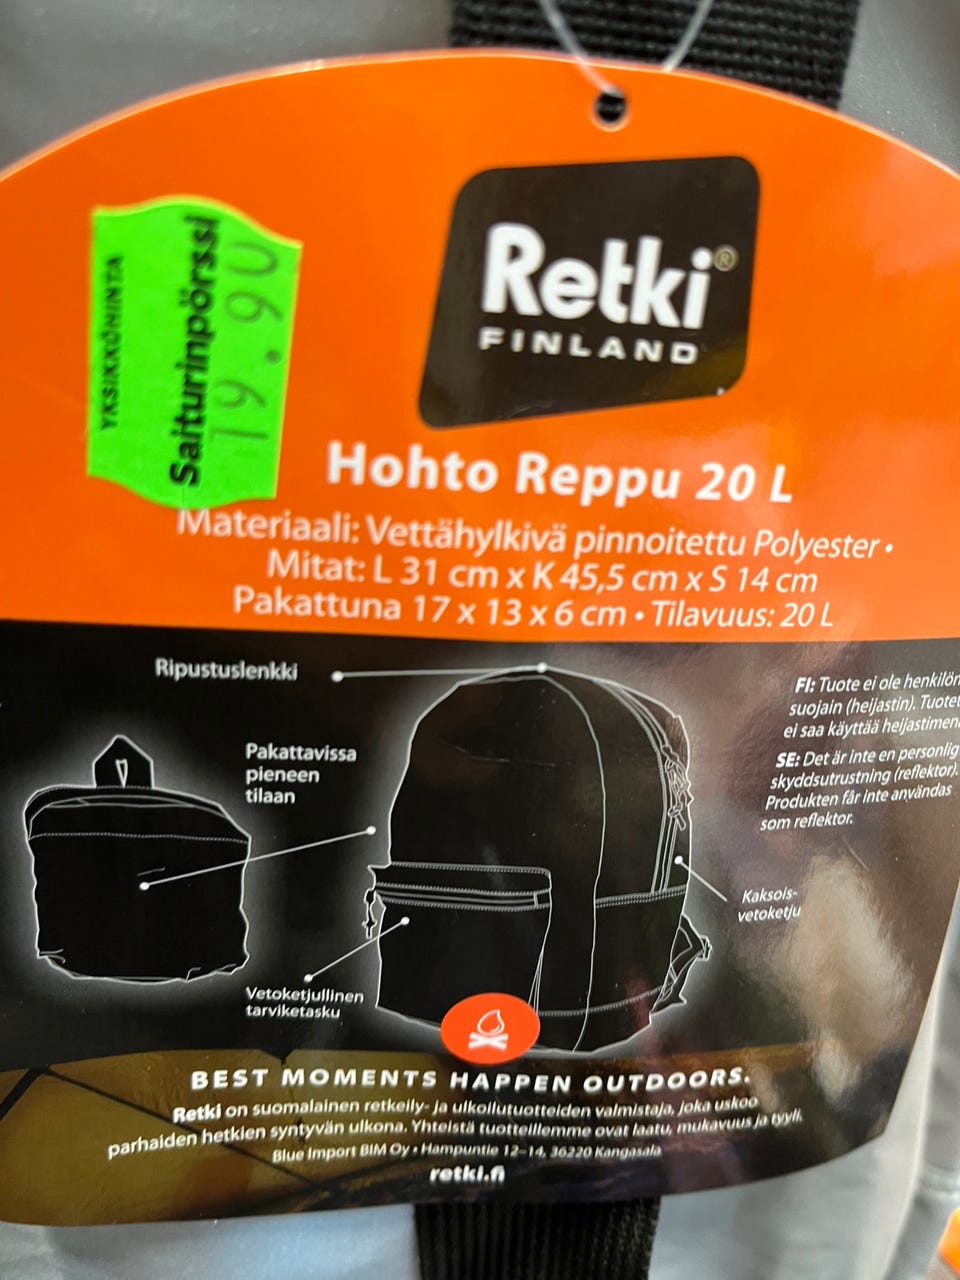 Retki®
FINLAND
YKSIKKÖHINTA
Saiturinpörssi
19.90
Hohto Reppu 20 L
Materiaali: Vettähylkivä pinnoitettu Polyester •
Mitat: L 31 cm x K 45,5 cm x S 14 cm
Pakattuna 17 x 13 x 6 cm • Tilavuus: 20 L
Ripustuslenkki
Pakattavissa
pieneen
tilaan
FI: Tuote ei ole henkilön
suojain (heijastin). Tuotet
ei saa käyttää heijastimena
SE: Det är inte en personlig
skyddsutrustning (reflektor).
Produkten får inte användas
som reflektor.
Kaksois-
vetoketju
Vetoketjullinen
tarviketasku
BEST MOMENTS HAPPEN OUTDOORS.
Retki on suomalainen retkeily- ja ulkoilutuotteiden valmistaja, joka uskoo
parhaiden hetkien syntyvän ulkona. Yhteistä tuotteillemme ovat laatu, mukavuus ja tyyli.
Blue Import BIM Oy • Hampuntie 12–14, 36220 Kangasala
retki.fi